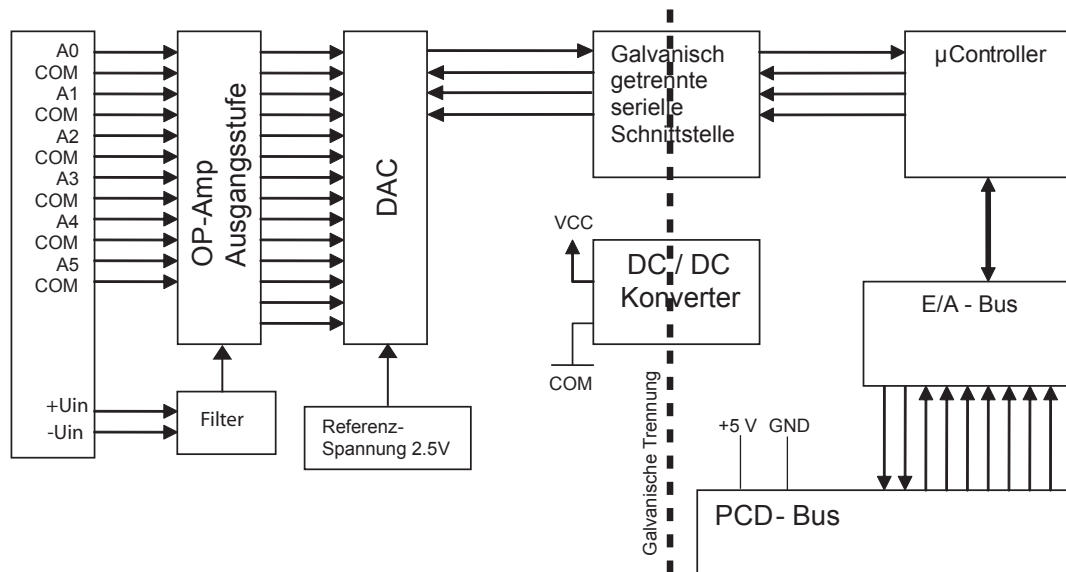 A0
COM
A1
COM
A2
COM
A3
COM
A4
COM
A5
COM
+Uin
-Uin
OP-Amp
Ausgangsstufe
Filter
DAC
Referenz-
Spannung 2.5V
Galvanisch
getrennte
serielle
Schnittstelle
VCC
DC / DC
Konverter
COM
Galvanische Trennung
µController
E/A - Bus
+5 V
GND
PCD - Bus